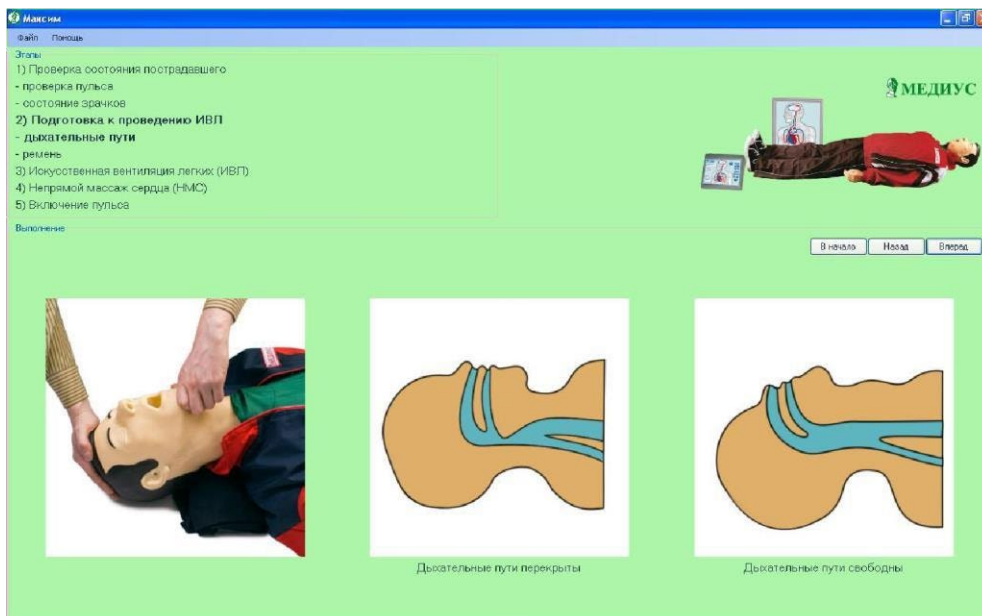 Максим
Файл Помощь
Этапы
1) Проверка состояния пострадавшего
- проверка пульса
- состояние зрачков
2) Подготовка к проведению ИВЛ
- дыхательные пути
- ремень
3) Искусственная вентиляция легких (ИВЛ)
4) Непрямой массаж сердца (НМС)
5) Включение пульса
МЕДИУС
Выполнение
В начало Назад Вперед
Дыхательные пути перекрыты
Дыхательные пути свободны